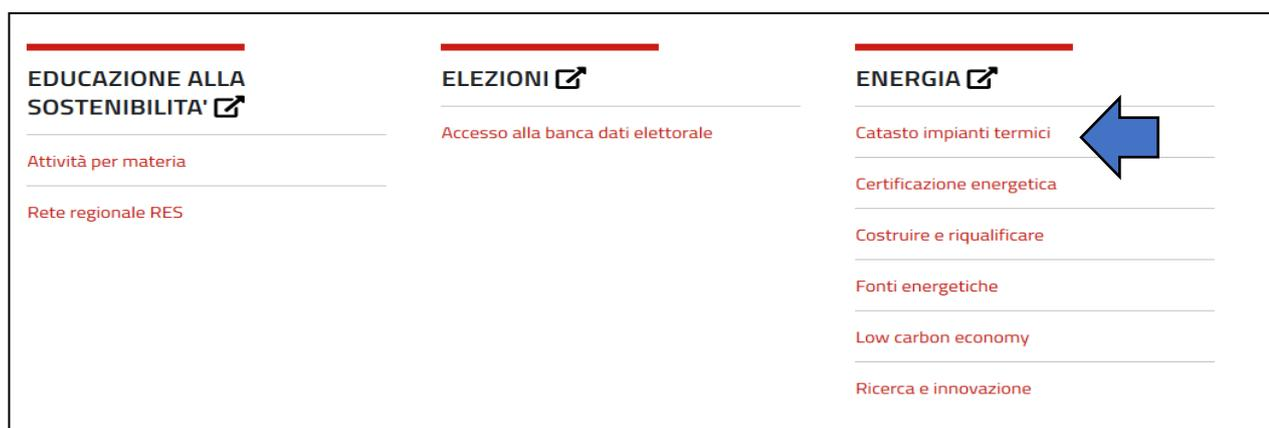 EDUCAZIONE ALLA
SOSTENIBILITA'
Attività per materia
Rete regionale RES
ELEZIONI
Accesso alla banca dati elettorale
ENERGIA
Catasto impianti termici
Certificazione energetica
Costruire e riqualificare
Fonti energetiche
Low carbon economy
Ricerca e innovazione